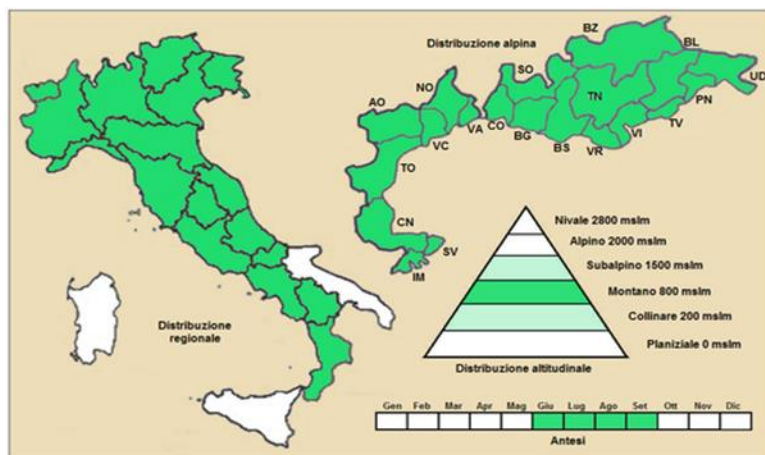 Distribuzione alpina
BZ
BL
SO
UD
NO
AO
TN
PN
VA
CO
TV
BG
VI
VC
BS
VR
TO
CN
SV
IM
Nivale 2800 mslm
Alpino 2000 mslm
Subalpino 1500 mslm
Montano 800 mslm
Collinare 200 mslm
Planiziale 0 mslm
Distribuzione altitudinale
Distribuzione
regionale
Gen Feb Mar Apr Mag Giu Lug Ago Set Ott Nov Dic
Antesi